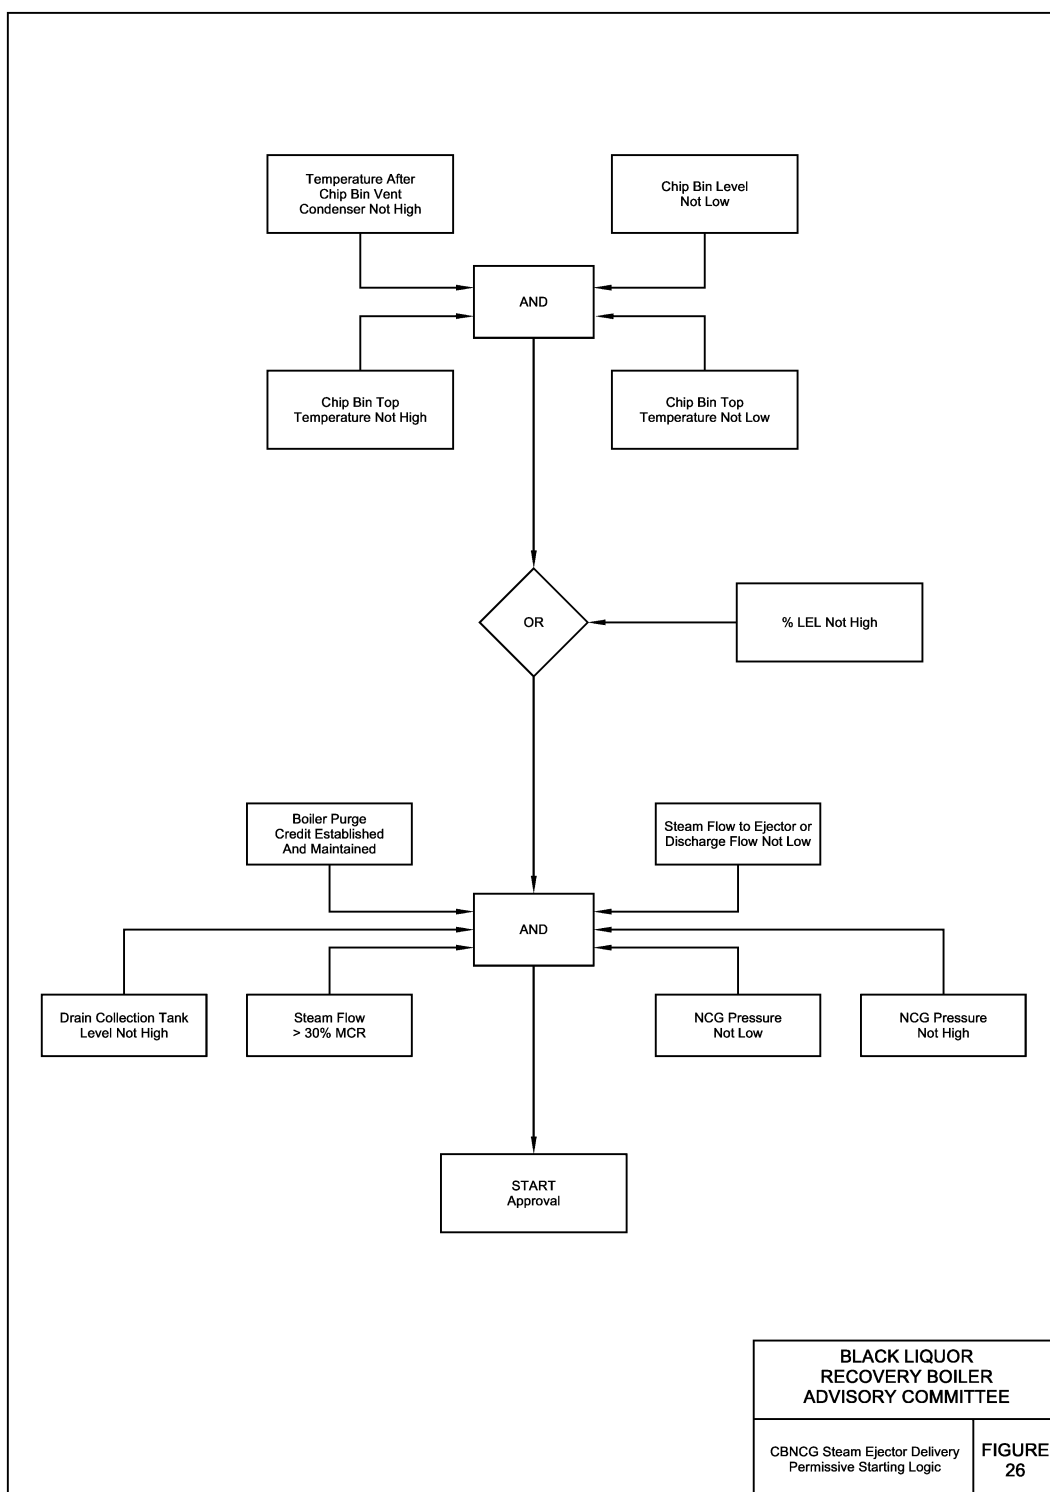 Temperature After
Chip Bin Vent
Condenser Not High
Chip Bin Level
Not Low
AND
Chip Bin Top
Temperature Not High
Chip Bin Top
Temperature Not Low
OR
% LEL Not High
Boiler Purge
Credit Established
And Maintained
Steam Flow to Ejector or
Discharge Flow Not Low
AND
Drain Collection Tank
Level Not High
Steam Flow
> 30% MCR
NCG Pressure
Not Low
NCG Pressure
Not High
START
Approval
BLACK LIQUOR
RECOVERY BOILER
ADVISORY COMMITTEE
CBNCG Steam Ejector Delivery
Permissive Starting Logic
FIGURE
26